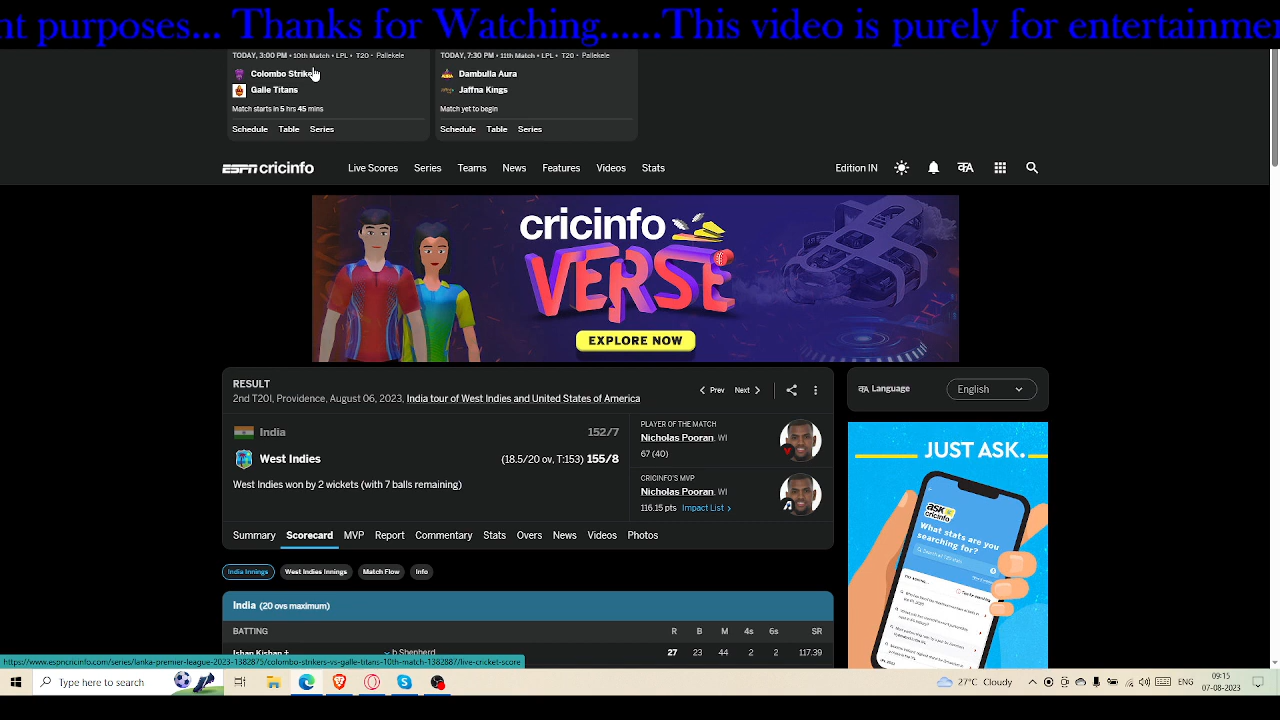 nt purposes... Thanks for Watching......This video is purely for entertainme
TODAY, 3:00 PM • 10th Match • LPL • T20 • Pallekele
Colombo Strikers
Galle Titans
Match starts in 5 hrs 45 mins
Schedule Table Series
TODAY, 7:30 PM • 11th Match • LPL • T20 • Pallekele
Dambulla Aura
Jaffna Kings
Match yet to begin
Schedule Table Series
ESPN cricinfo Live Scores Series Teams News Features Videos Stats Edition IN
cricinfo
VERSE
EXPLORE NOW
RESULT
2nd T20I, Providence, August 06, 2023, India tour of West Indies and United States of America
Prev Next
India 152/7
West Indies (18.5/20 ov, T:153) 155/8
West Indies won by 2 wickets (with 7 balls remaining)
PLAYER OF THE MATCH
Nicholas Pooran, WI
67 (40)
CRICINFO'S MVP
Nicholas Pooran, WI
116.15 pts Impact List
Summary Scorecard MVP Report Commentary Stats Overs News Videos Photos
India Innings West Indies Innings Match Flow Info
India (20 ovs maximum)
BATTING R B M 4s 6s SR
Ishan Kishan † b Shepherd 27 23 44 2 2 117.39
Language English
JUST ASK.
ask
cricinfo
What stats are you
searching for?
https://www.espncricinfo.com/series/lanka-premier-league-2023-1382875/colombo-strikers-vs-galle-titans-10th-match-1382887/live-cricket-score
Type here to search
27°C Cloudy
ENG
09:15
07-08-2023